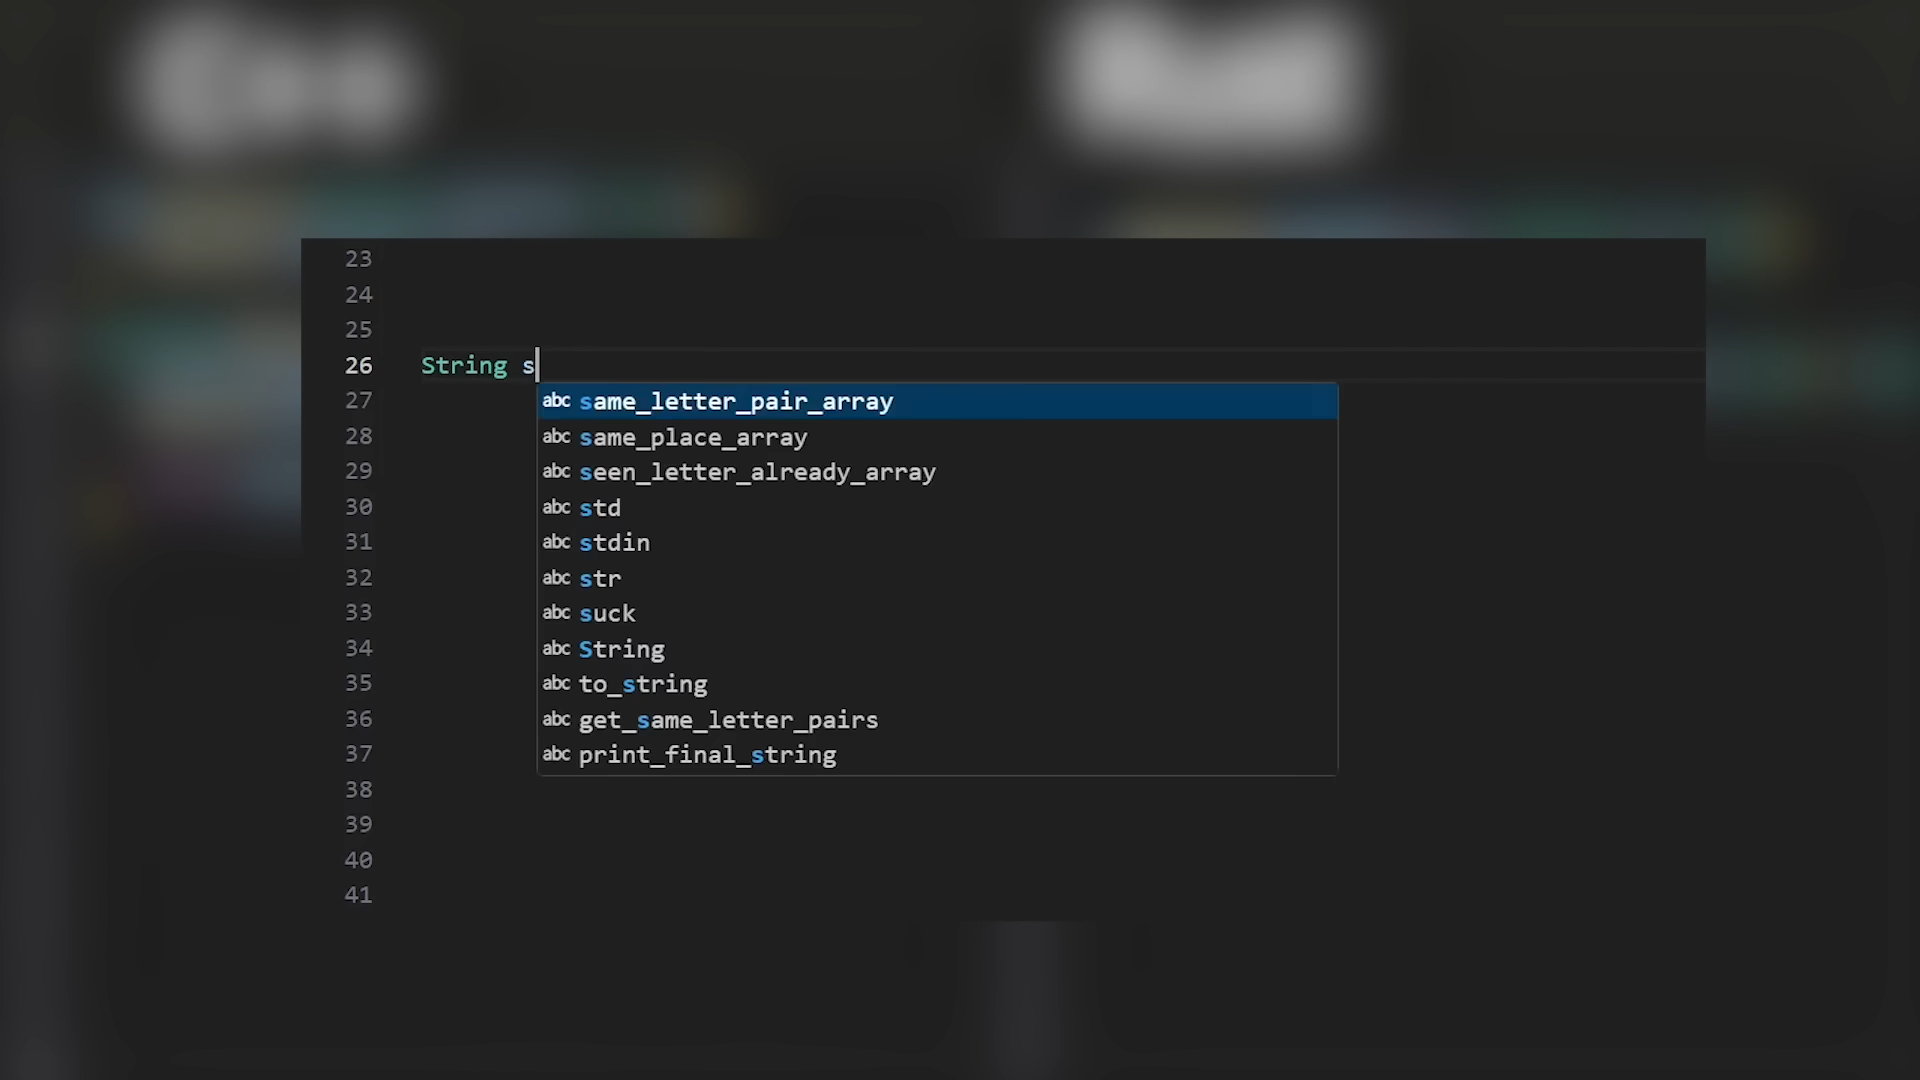 23
24
25
26 String s
27 abc same_letter_pair_array
28 abc same_place_array
29 abc seen_letter_already_array
30 abc std
31 abc stdin
32 abc str
33 abc suck
34 abc String
35 abc to_string
36 abc get_same_letter_pairs
37 abc print_final_string
38
39
40
41